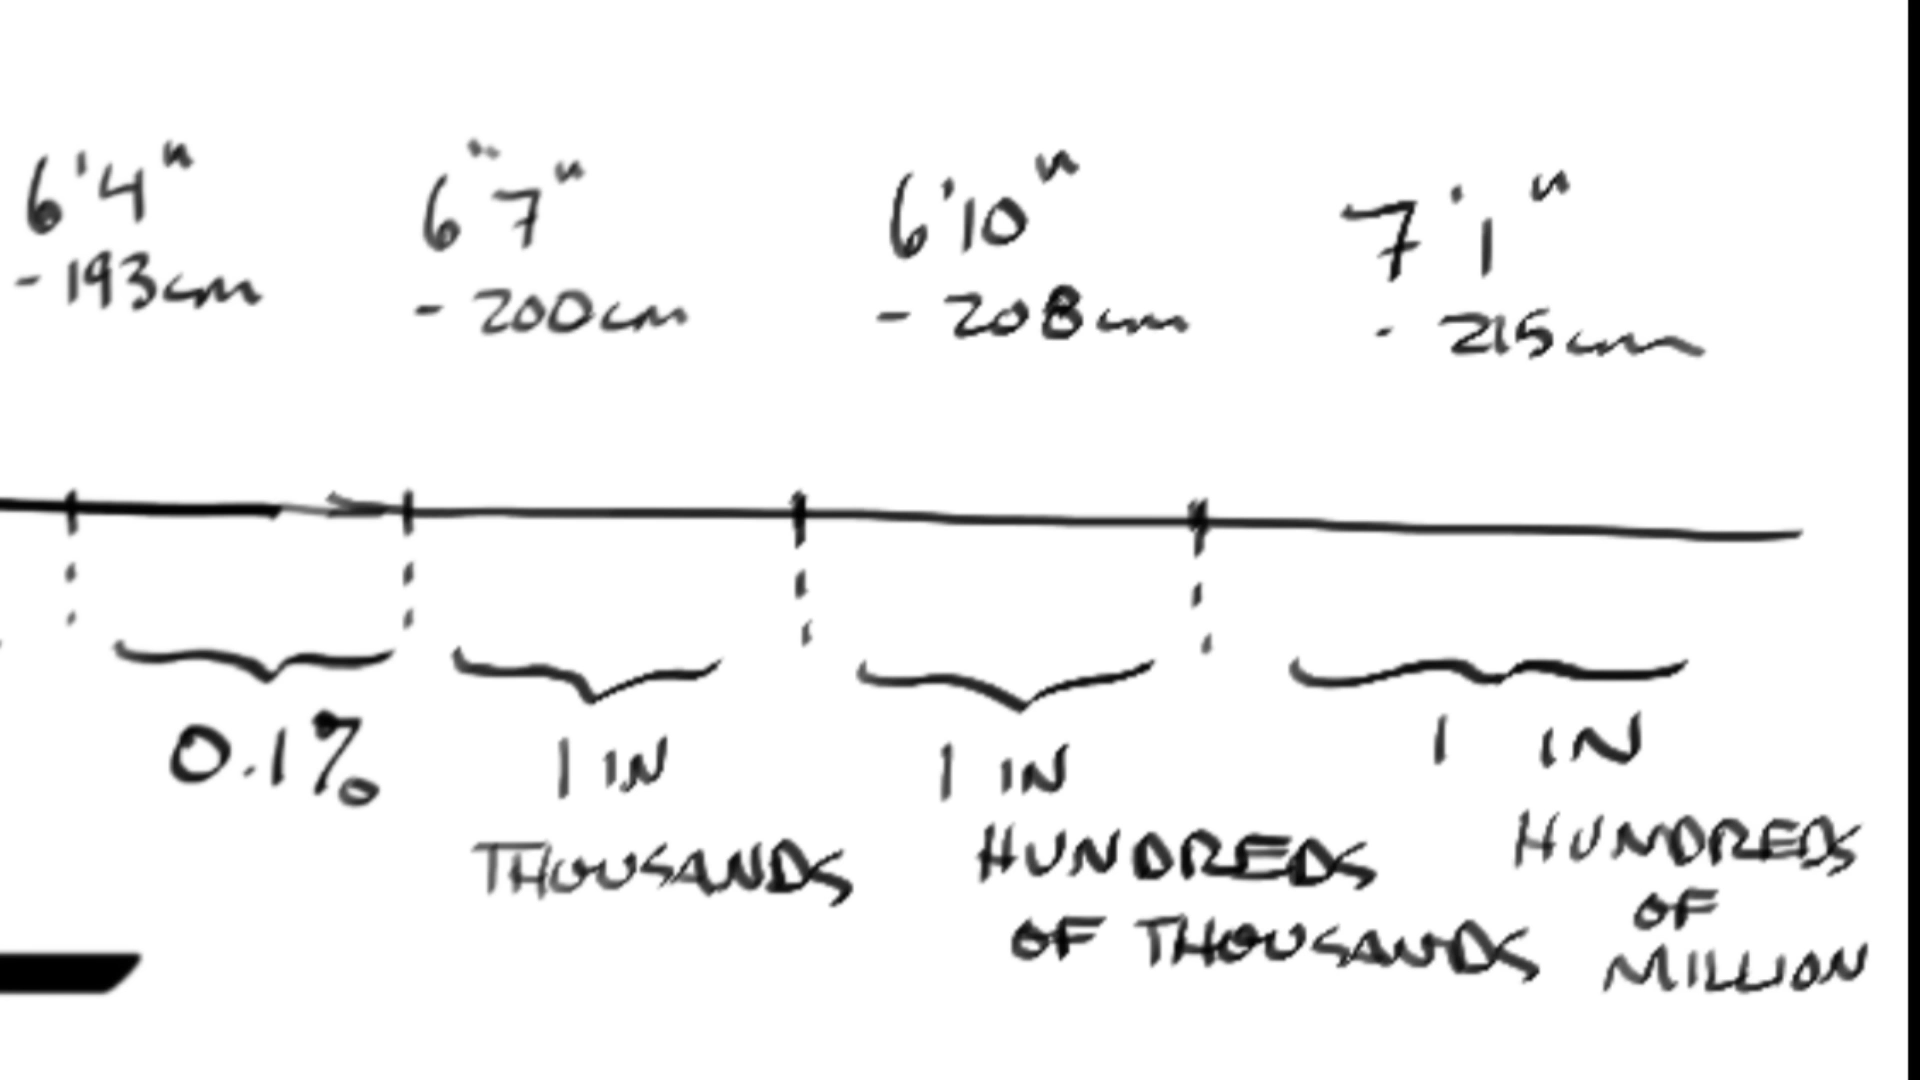 6'4"
- 193cm
6'7"
- 200cm
6'10"
- 208cm
7'1"
- 215cm
0.1%
1 IN
THOUSANDS
1 IN
HUNDREDS
OF THOUSANDS
1 IN
HUNDREDS
OF
MILLION